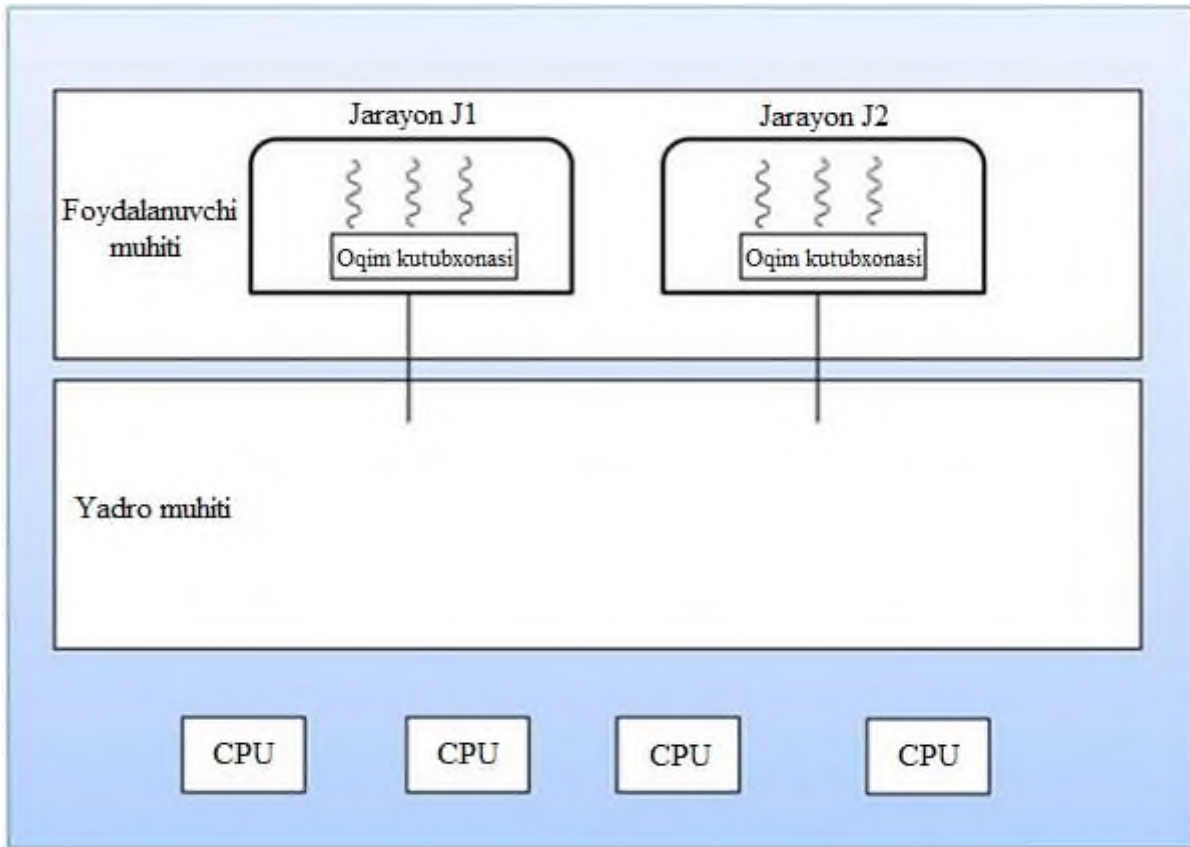 Jarayon J1
Jarayon J2
Foydalanuvchi
muhiti
Oqim kutubxonasi
Oqim kutubxonasi
Yadro muhiti
CPU
CPU
CPU
CPU